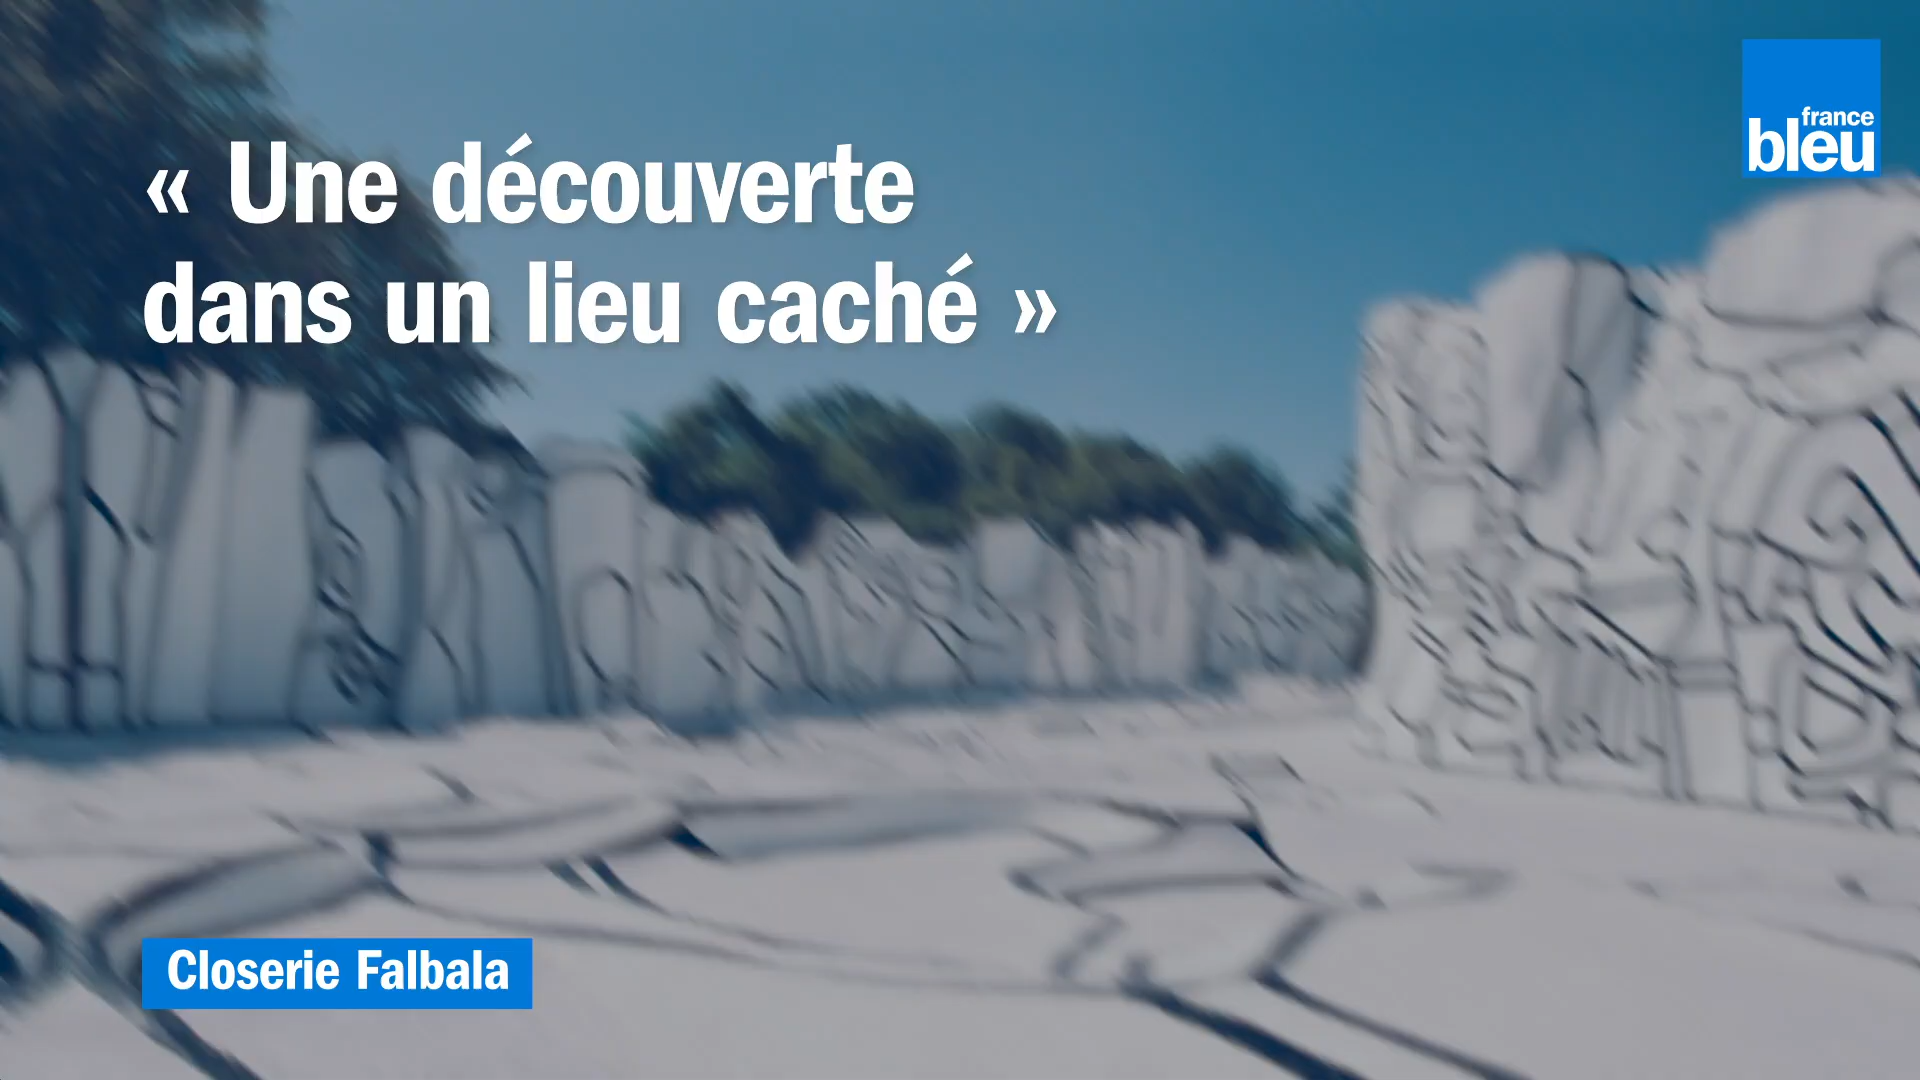 « Une découverte
dans un lieu caché »
france
bleu
Closerie Falbala